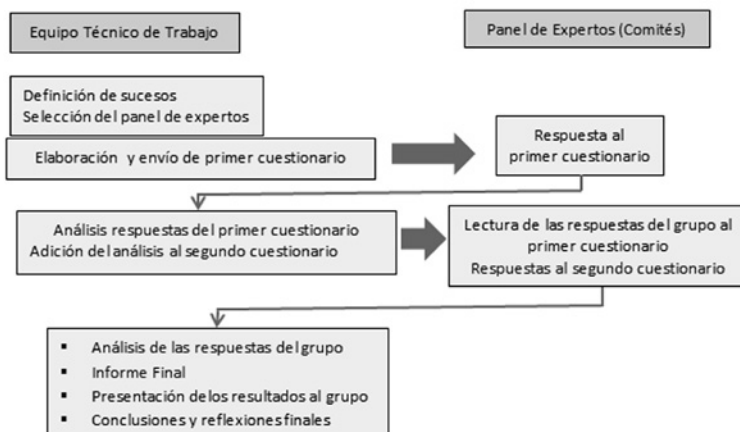 Equipo Técnico de Trabajo
Panel de Expertos (Comités)
Definición de sucesos
Selección del panel de expertos
Elaboración y envío de primer cuestionario
Respuesta al
primer cuestionario
Análisis respuestas del primer cuestionario
Adición del análisis al segundo cuestionario
Lectura de las respuestas del grupo al
primer cuestionario
Respuestas al segundo cuestionario
▪ Análisis de las respuestas del grupo
▪ Informe Final
▪ Presentación de los resultados al grupo
▪ Conclusiones y reflexiones finales